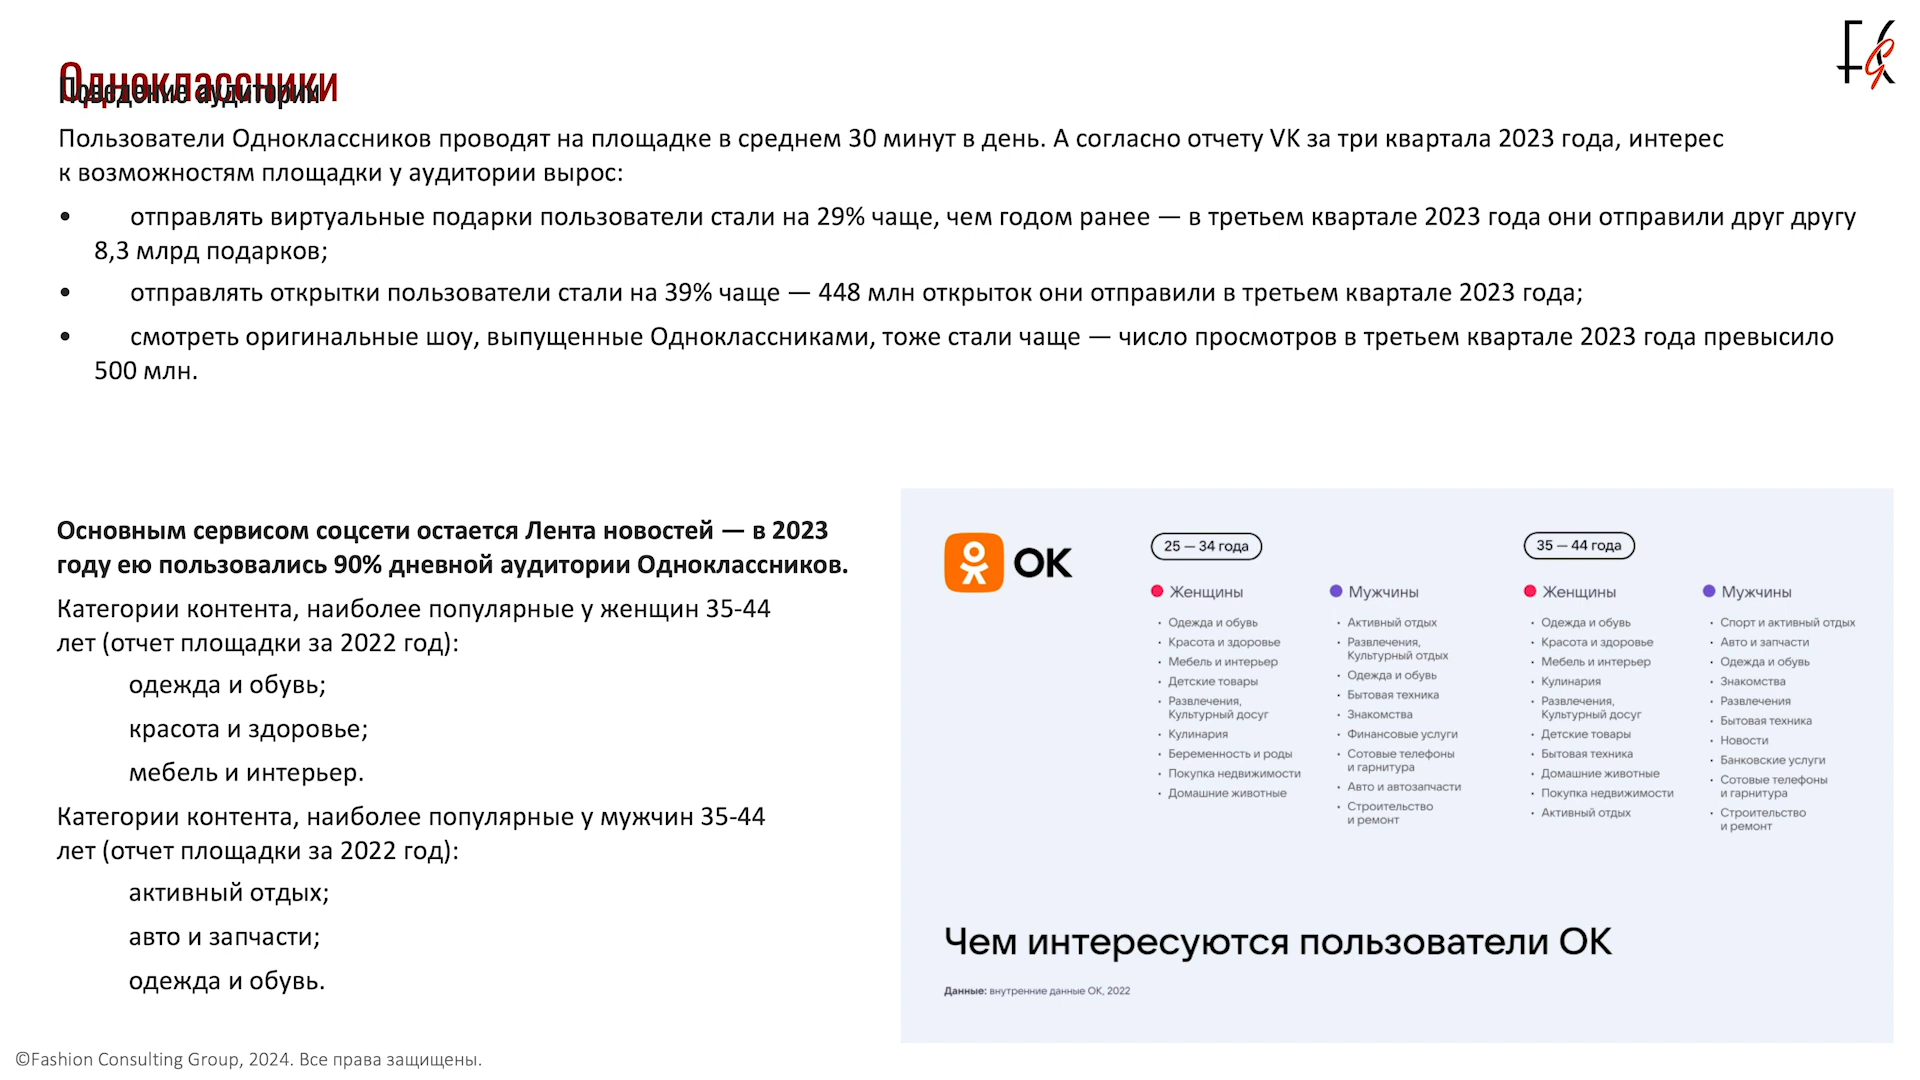 Одноклассники
Поведение аудитории
Пользователи Одноклассников проводят на площадке в среднем 30 минут в день. А согласно отчету VK за три квартала 2023 года, интерес
к возможностям площадки у аудитории вырос:
• отправлять виртуальные подарки пользователи стали на 29% чаще, чем годом ранее — в третьем квартале 2023 года они отправили друг другу
8,3 млрд подарков;
• отправлять открытки пользователи стали на 39% чаще — 448 млн открыток они отправили в третьем квартале 2023 года;
• смотреть оригинальные шоу, выпущенные Одноклассниками, тоже стали чаще — число просмотров в третьем квартале 2023 года превысило
500 млн.
Основным сервисом соцсети остается Лента новостей — в 2023
году ею пользовались 90% дневной аудитории Одноклассников.
Категории контента, наиболее популярные у женщин 35-44
лет (отчет площадки за 2022 год):
одежда и обувь;
красота и здоровье;
мебель и интерьер.
Категории контента, наиболее популярные у мужчин 35-44
лет (отчет площадки за 2022 год):
активный отдых;
авто и запчасти;
одежда и обувь.
ОК
25 — 34 года
Женщины
• Одежда и обувь
• Красота и здоровье
• Мебель и интерьер
• Детские товары
• Развлечения,
Культурный досуг
• Кулинария
• Беременность и роды
• Покупка недвижимости
• Домашние животные
Мужчины
• Активный отдых
• Развлечения,
Культурный отдых
• Одежда и обувь
• Бытовая техника
• Знакомства
• Финансовые услуги
• Сотовые телефоны
и гарнитура
• Авто и автозапчасти
• Строительство
и ремонт
35 — 44 года
Женщины
• Одежда и обувь
• Красота и здоровье
• Мебель и интерьер
• Кулинария
• Развлечения,
Культурный досуг
• Детские товары
• Бытовая техника
• Домашние животные
• Покупка недвижимости
• Активный отдых
Мужчины
• Спорт и активный отдых
• Авто и запчасти
• Одежда и обувь
• Знакомства
• Развлечения
• Бытовая техника
• Новости
• Банковские услуги
• Сотовые телефоны
и гарнитура
• Строительство
и ремонт
Чем интересуются пользователи ОК
Данные: внутренние данные ОК, 2022
©Fashion Consulting Group, 2024. Все права защищены.